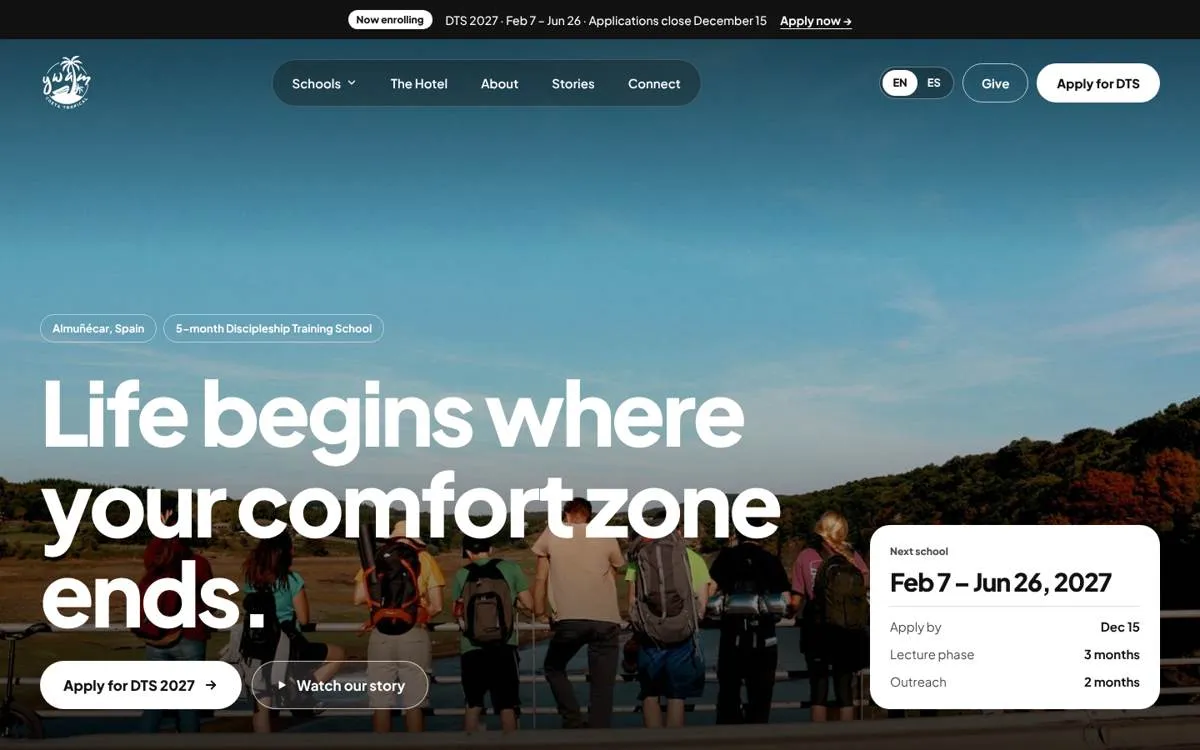 Now enrolling DTS 2027 · Feb 7 – Jun 26 · Applications close December 15 Apply now →
ywam
COSTA TROPICAL
Schools The Hotel About Stories Connect
EN ES Give Apply for DTS
Almuñécar, Spain 5-month Discipleship Training School
Life begins where
your comfort zone
ends.
Apply for DTS 2027 → Watch our story
Next school
Feb 7 – Jun 26, 2027
Apply by Dec 15
Lecture phase 3 months
Outreach 2 months